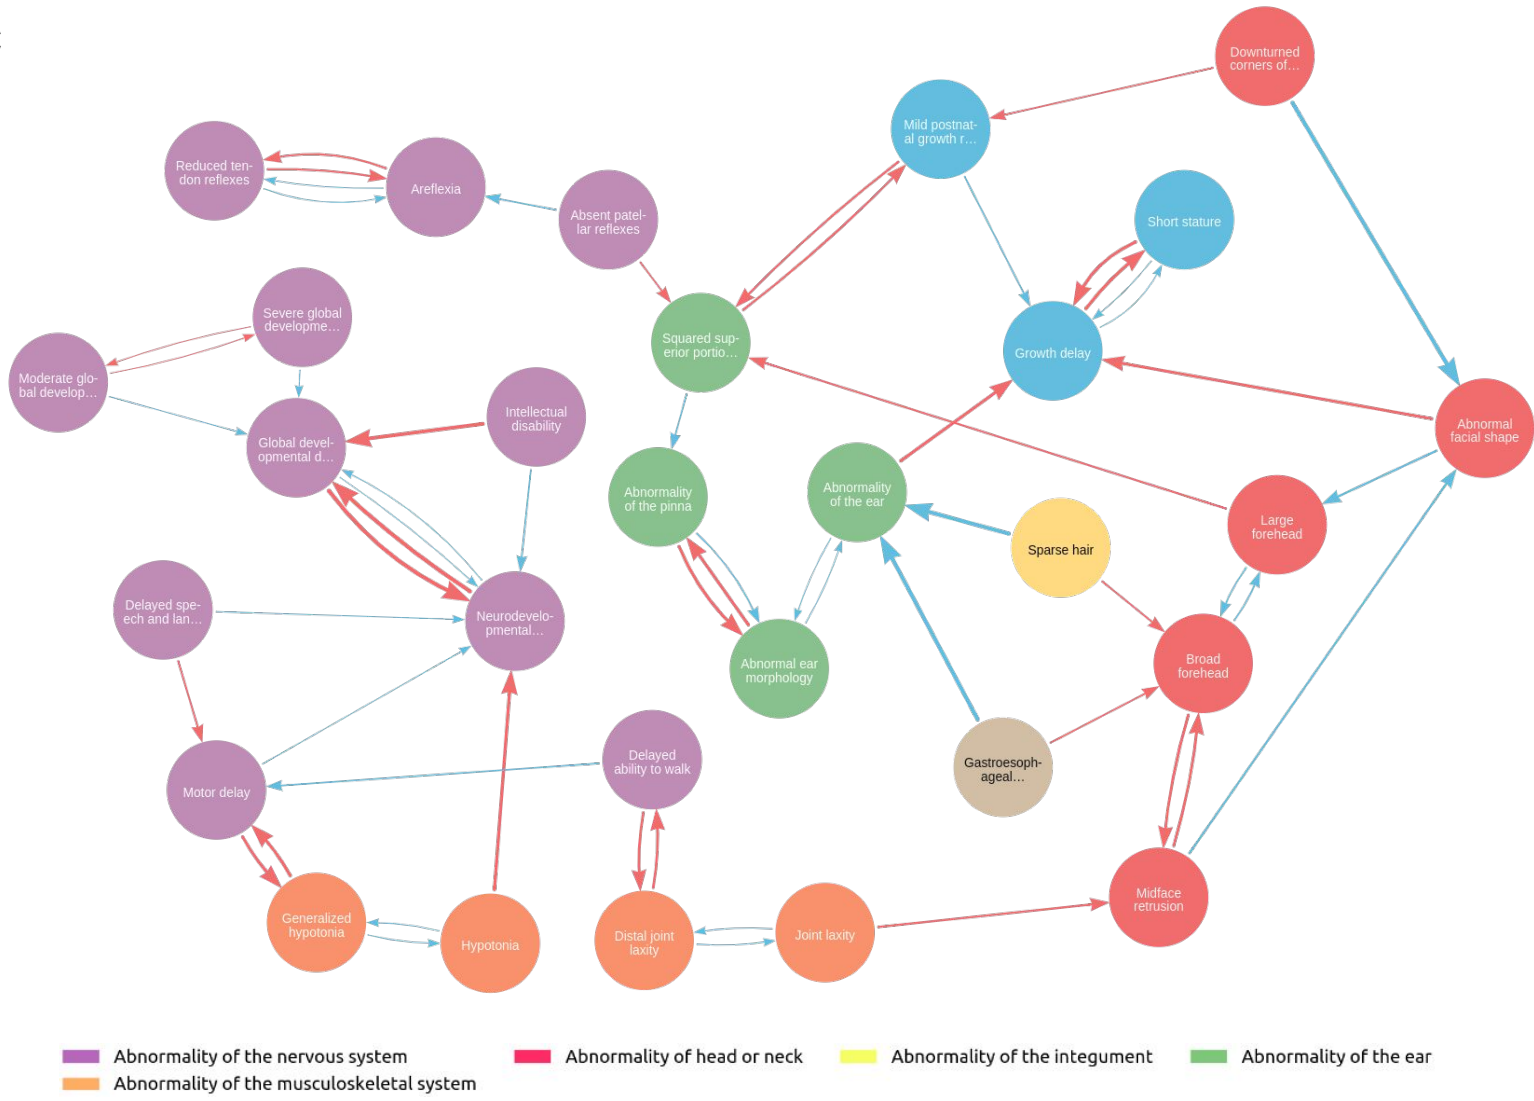 Downturned
corners of…
Mild postnat-
al growth r…
Reduced ten-
don reflexes
Areflexia
Absent patel-
lar reflexes
Short stature
Severe global
developme…
Squared sup-
erior portio…
Growth delay
Moderate glo-
bal develop…
Intellectual
disability
Abnormal
facial shape
Global devel-
opmental d…
Abnormality
of the pinna
Abnormality
of the ear
Large
forehead
Sparse hair
Delayed spe-
ech and lan…
Neurodevelo-
pmental…
Abnormal ear
morphology
Broad
forehead
Delayed
ability to walk
Gastroesoph-
ageal…
Motor delay
Midface
retrusion
Generalized
hypotonia
Hypotonia
Distal joint
laxity
Joint laxity
Abnormality of the nervous system
Abnormality of head or neck
Abnormality of the integument
Abnormality of the ear
Abnormality of the musculoskeletal system